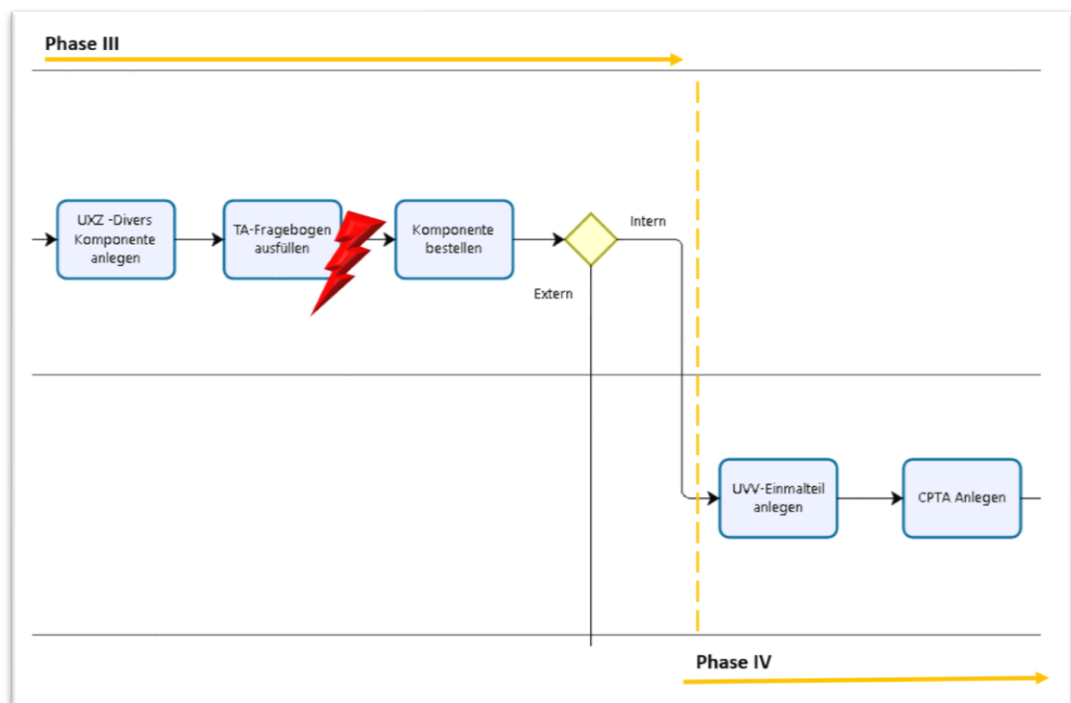 Phase III
UXZ -Divers
Komponente
anlegen
TA-Fragebogen
ausfüllen
Komponente
bestellen
Intern
Extern
UVV-Einmalteil
anlegen
CPTA Anlegen
Phase IV